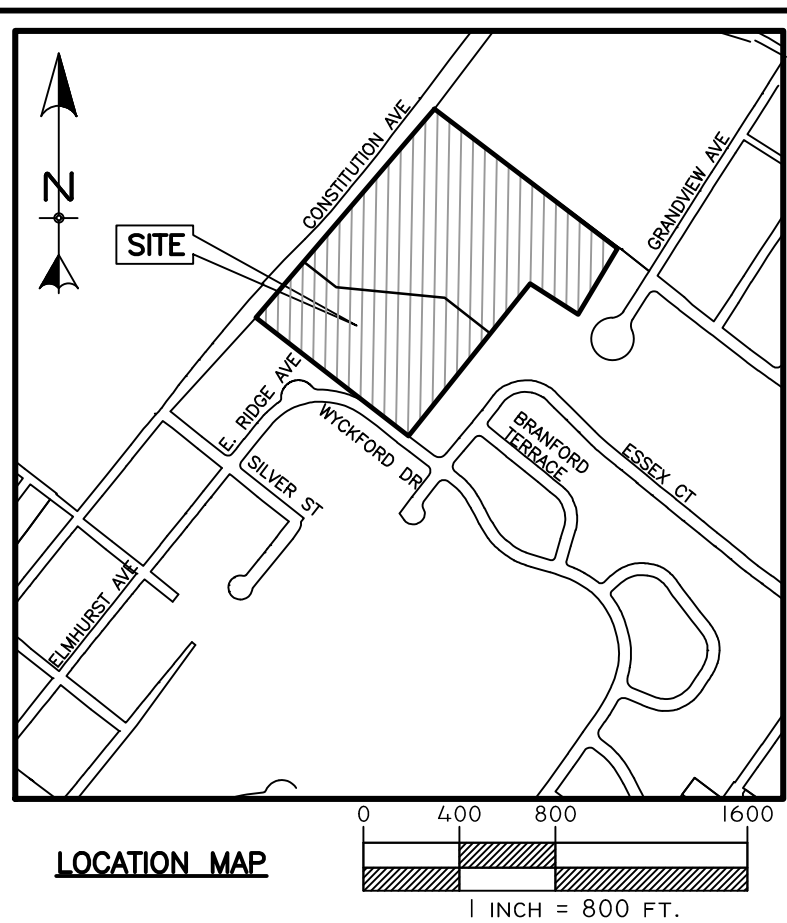 CONSTITUTION AVE
GRANDVIEW AVE
N
SITE
E. RIDGE AVE
WYCKFORD DR
BRANFORD
TERRACE
ESSEX CT
SILVER ST
ELMHURST AVE
0 400 800 1600
LOCATION MAP
1 INCH = 800 FT.